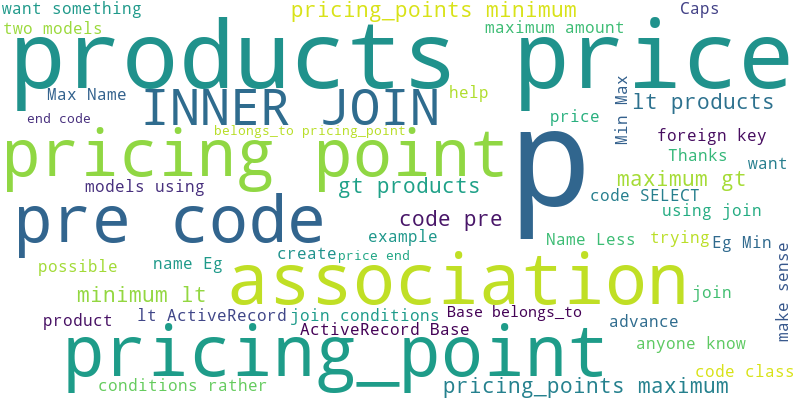 want something
pricing_points minimum
Caps
two models
maximum amount
products
price
Max Name
INNER JOIN
help
Min Max
lt products
end code
belongs_to pricing_point
price
foreign key
pricing point
p
Thanks
want
models using
gt products
maximum gt
code SELECT
pre code
code pre
using join
example
Name Less
trying
Eg Min
possible
name Eg
create
price end
association
make sense
minimum lt
join
product
lt ActiveRecord
join conditions
Base belongs_to
advance
ActiveRecord Base
pricing_point
anyone know
conditions rather
pricing_points maximum
code class